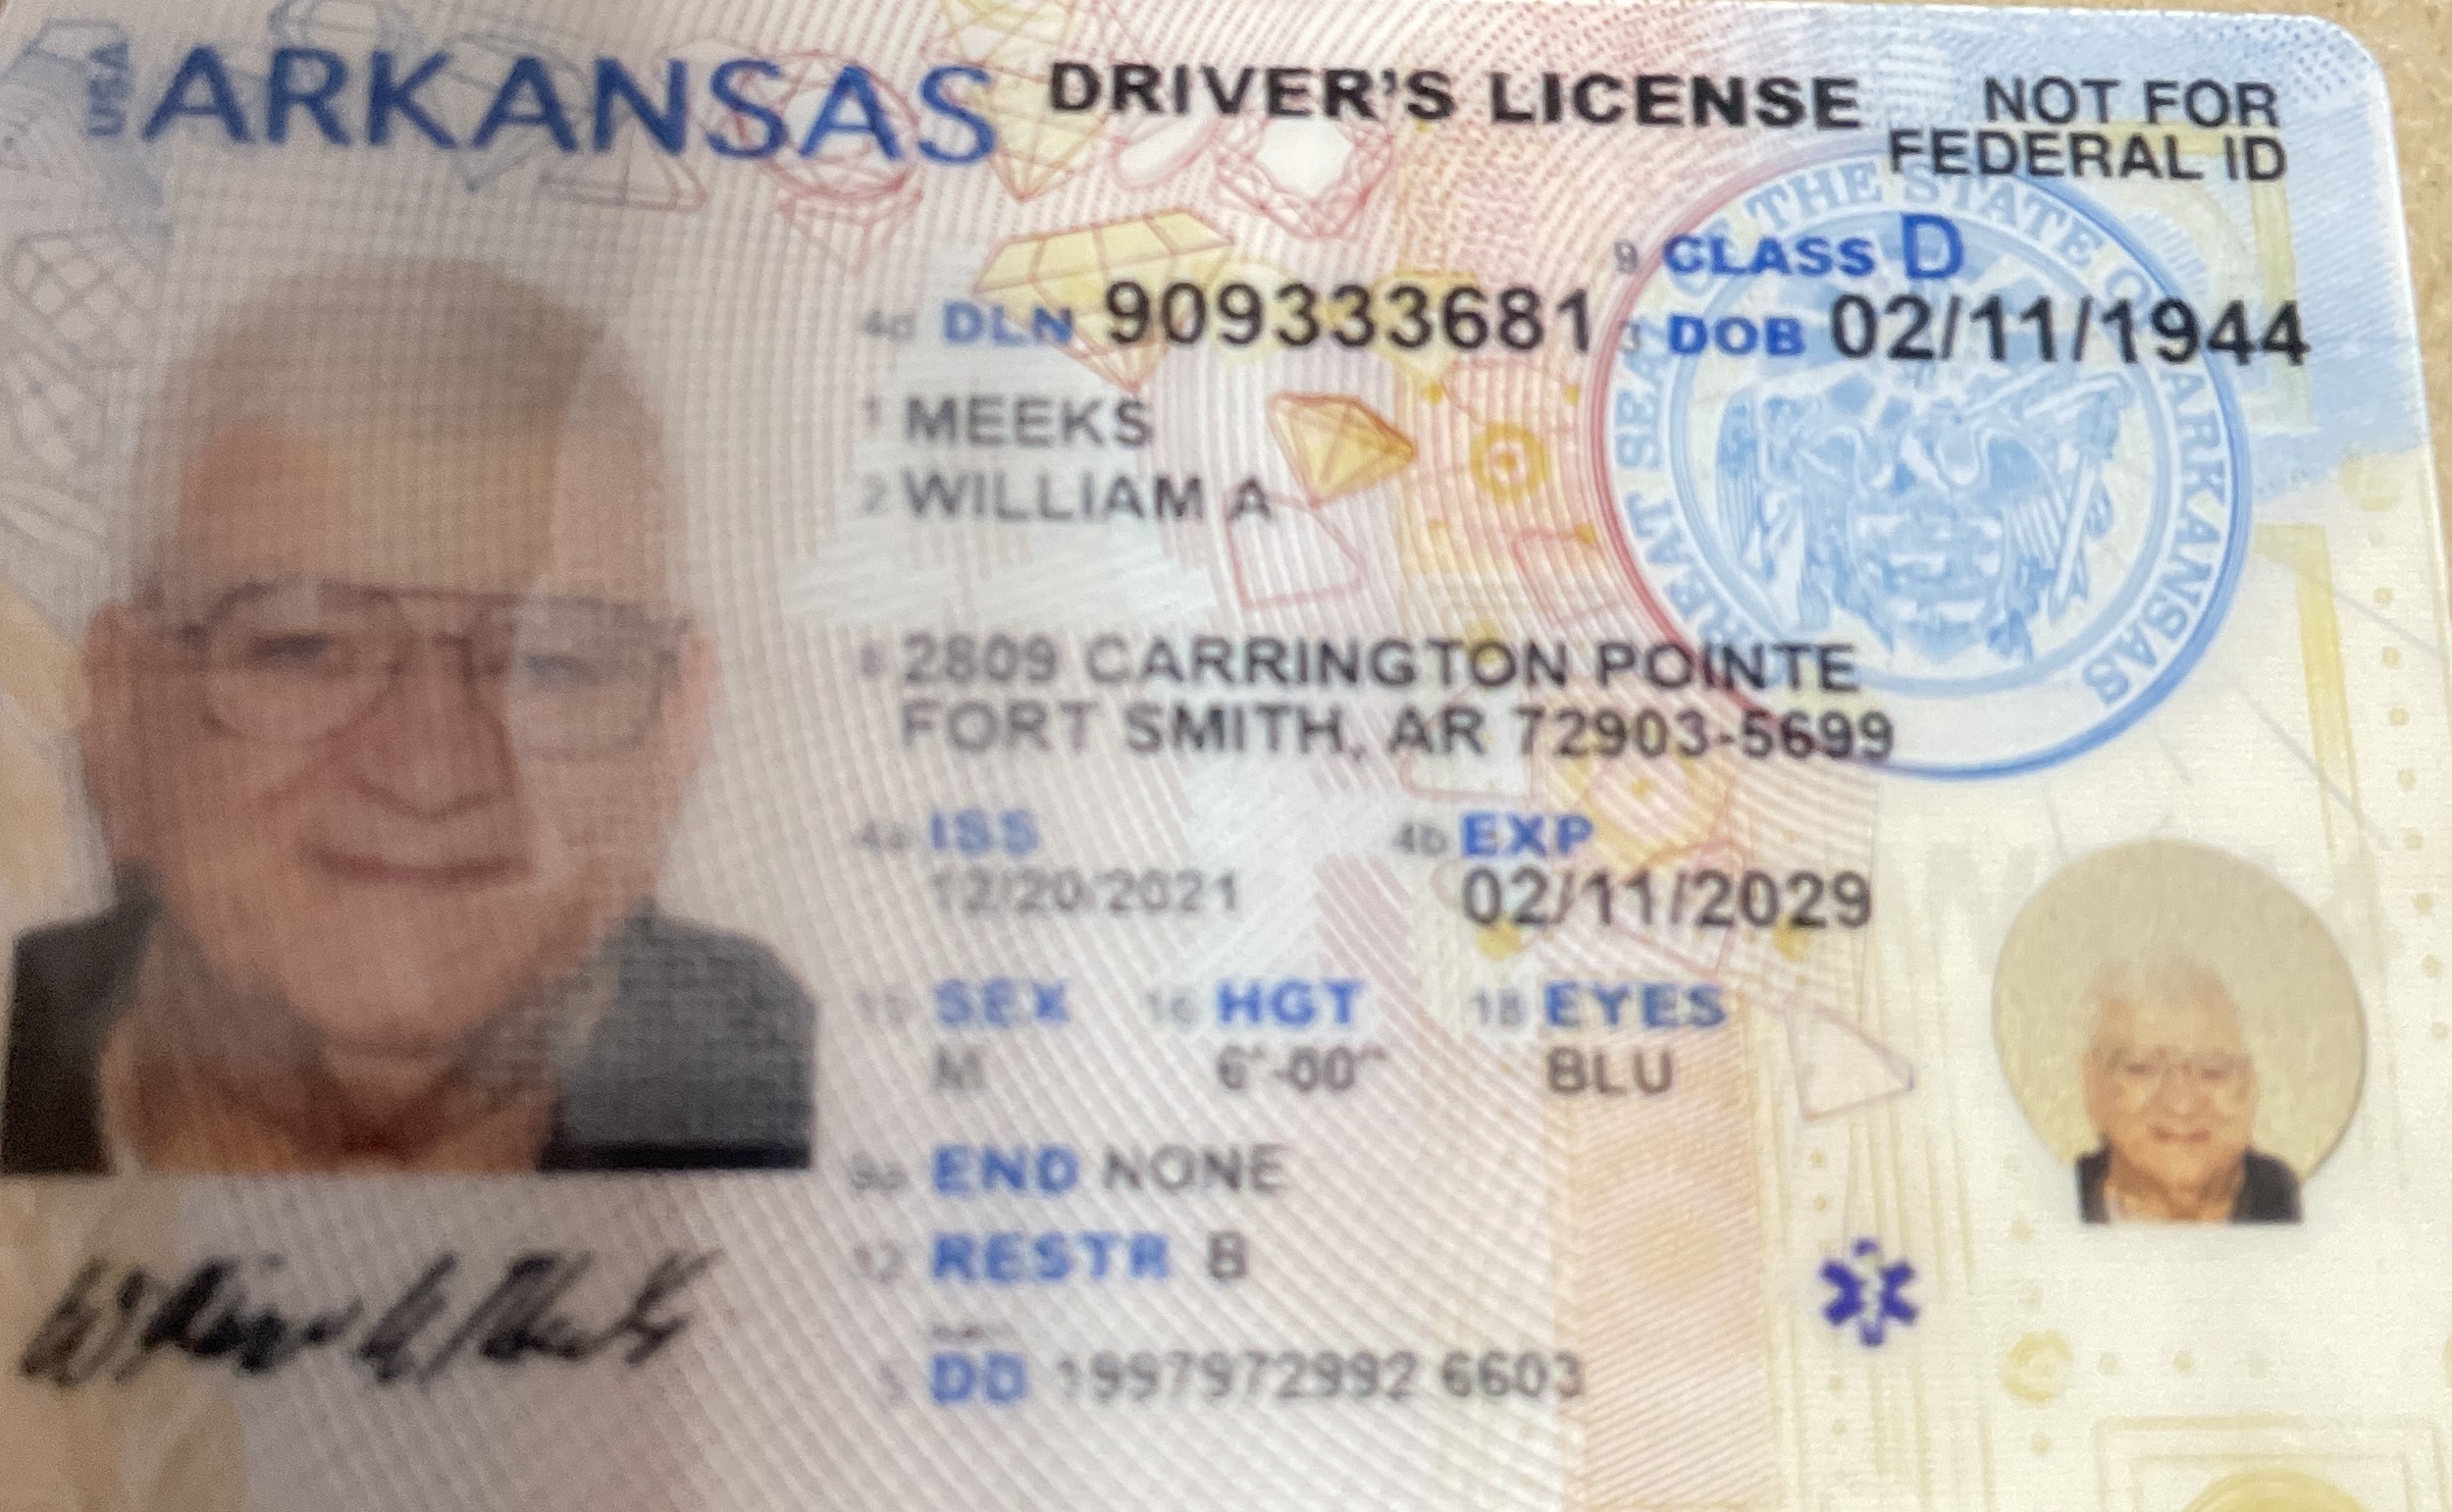 USA ARKANSAS DRIVER'S LICENSE NOT FOR
FEDERAL ID
9 CLASS D
4d DLN 909333681 3 DOB 02/11/1944
1 MEEKS
2 WILLIAM A
8 2809 CARRINGTON POINTE
FORT SMITH, AR 72903-5699
4a ISS 4b EXP
12/20/2021 02/11/2029
15 SEX 16 HGT 18 EYES
M 6'-00" BLU
9a END NONE
12 RESTR B
5 DD 1997972992 6603
GREAT SEAL OF THE STATE OF ARKANSAS